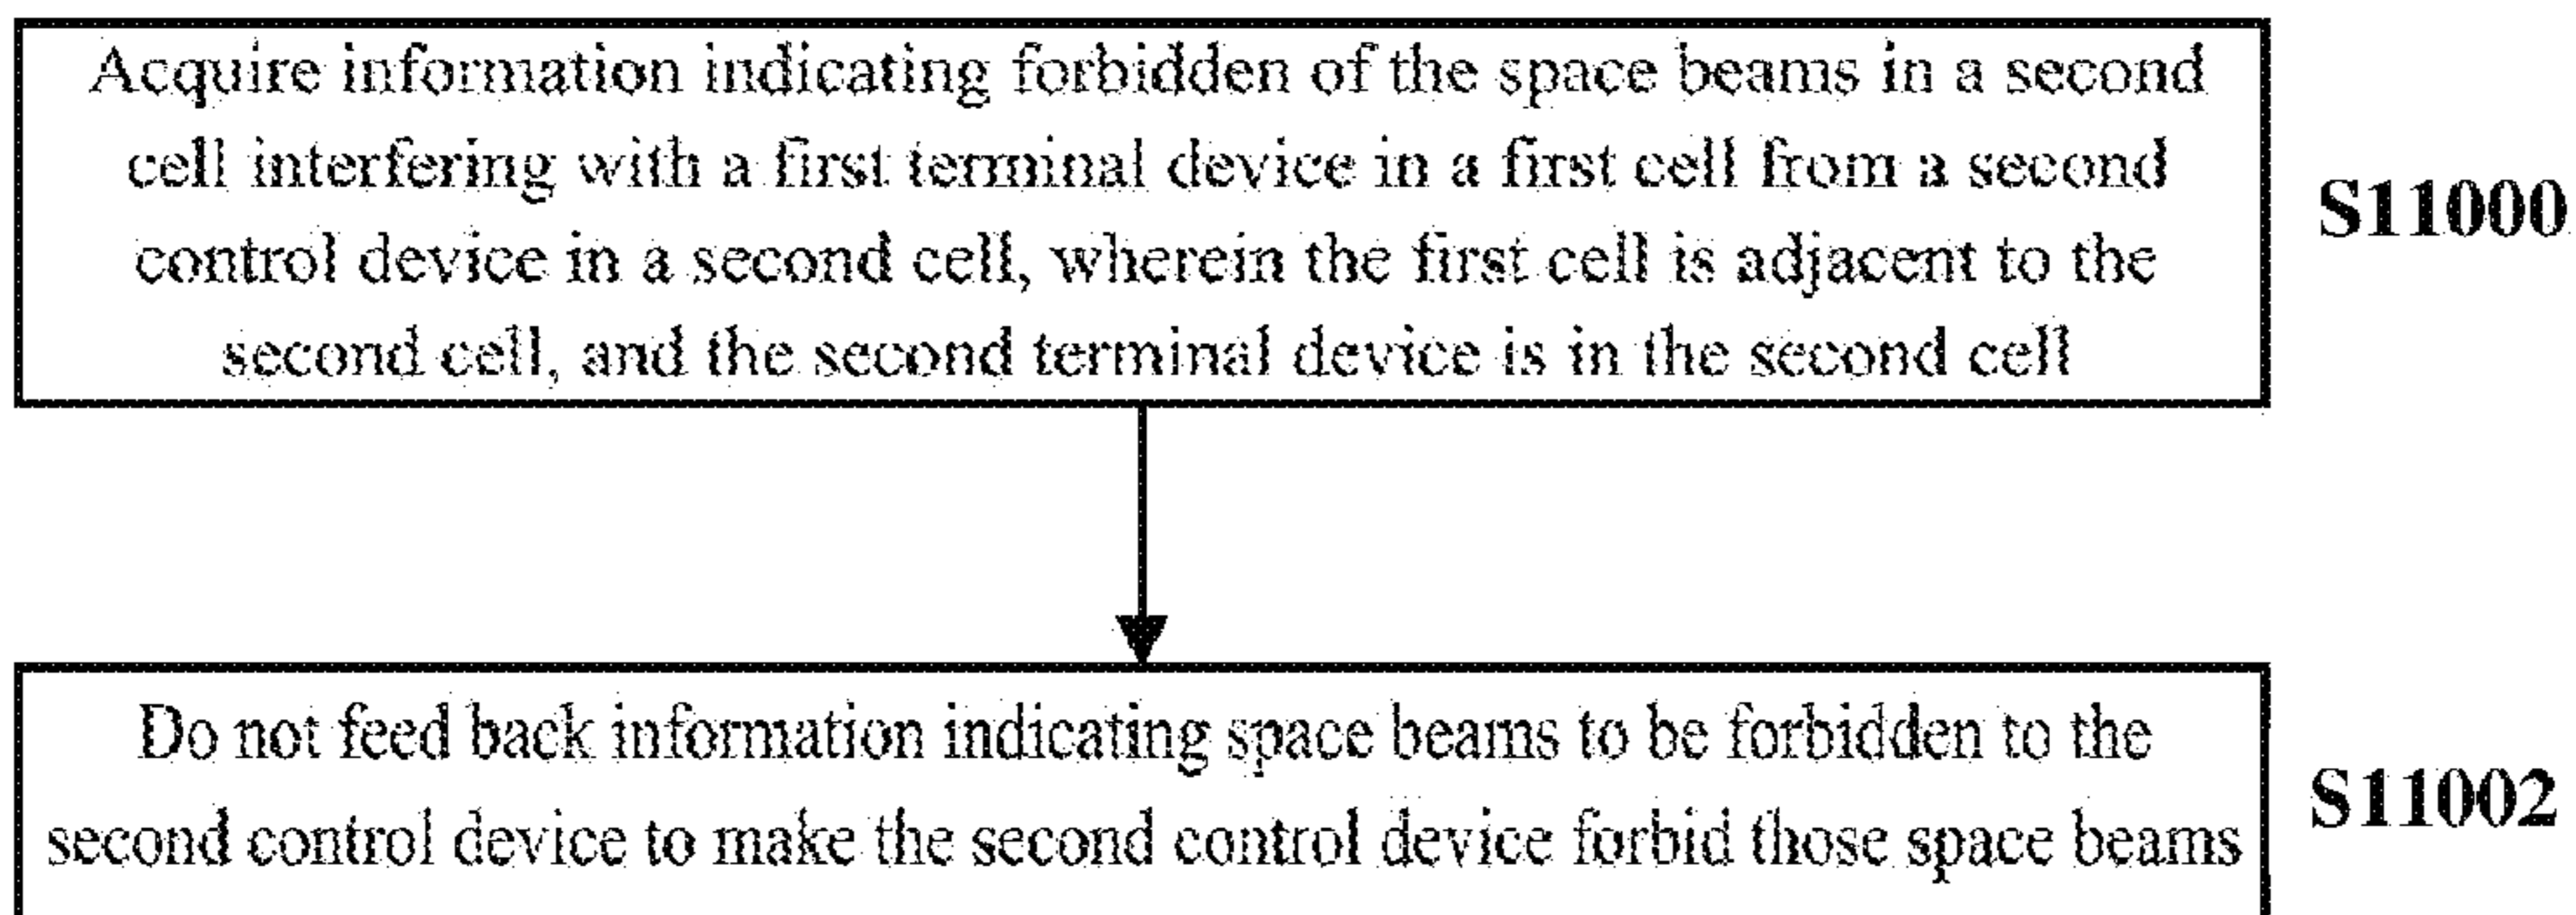 Acquire information indicating forbidden of the space beams in a second
cell interfering with a first terminal device in a first cell from a second
control device in a second cell, wherein the first cell is adjacent to the
second cell, and the second terminal device is in the second cell
S11000
Do not feed back information indicating space beams to be forbidden to the
second control device to make the second control device forbid those space beams
S11002